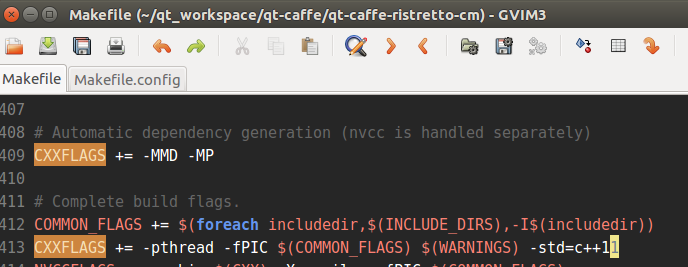 Makefile (~/qt_workspace/qt-caffe/qt-caffe-ristretto-cm) - GVIM3
Makefile Makefile.config
407
408 # Automatic dependency generation (nvcc is handled separately)
409 CXXFLAGS += -MMD -MP
410
411 # Complete build flags.
412 COMMON_FLAGS += $(foreach includedir,$(INCLUDE_DIRS),-I$(includedir))
413 CXXFLAGS += -pthread -fPIC $(COMMON_FLAGS) $(WARNINGS) -std=c++11